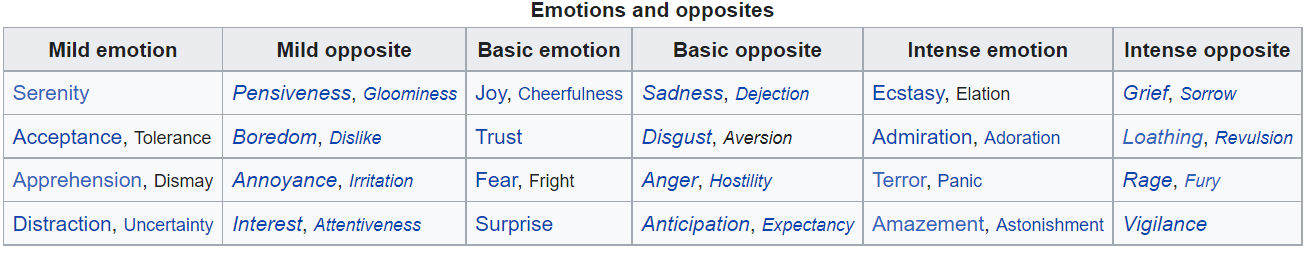 Emotions and opposites
Mild emotion Mild opposite Basic emotion Basic opposite Intense emotion Intense opposite
Serenity Pensiveness, Gloominess Joy, Cheerfulness Sadness, Dejection Ecstasy, Elation Grief, Sorrow
Acceptance, Tolerance Boredom, Dislike Trust Disgust, Aversion Admiration, Adoration Loathing, Revulsion
Apprehension, Dismay Annoyance, Irritation Fear, Fright Anger, Hostility Terror, Panic Rage, Fury
Distraction, Uncertainty Interest, Attentiveness Surprise Anticipation, Expectancy Amazement, Astonishment Vigilance